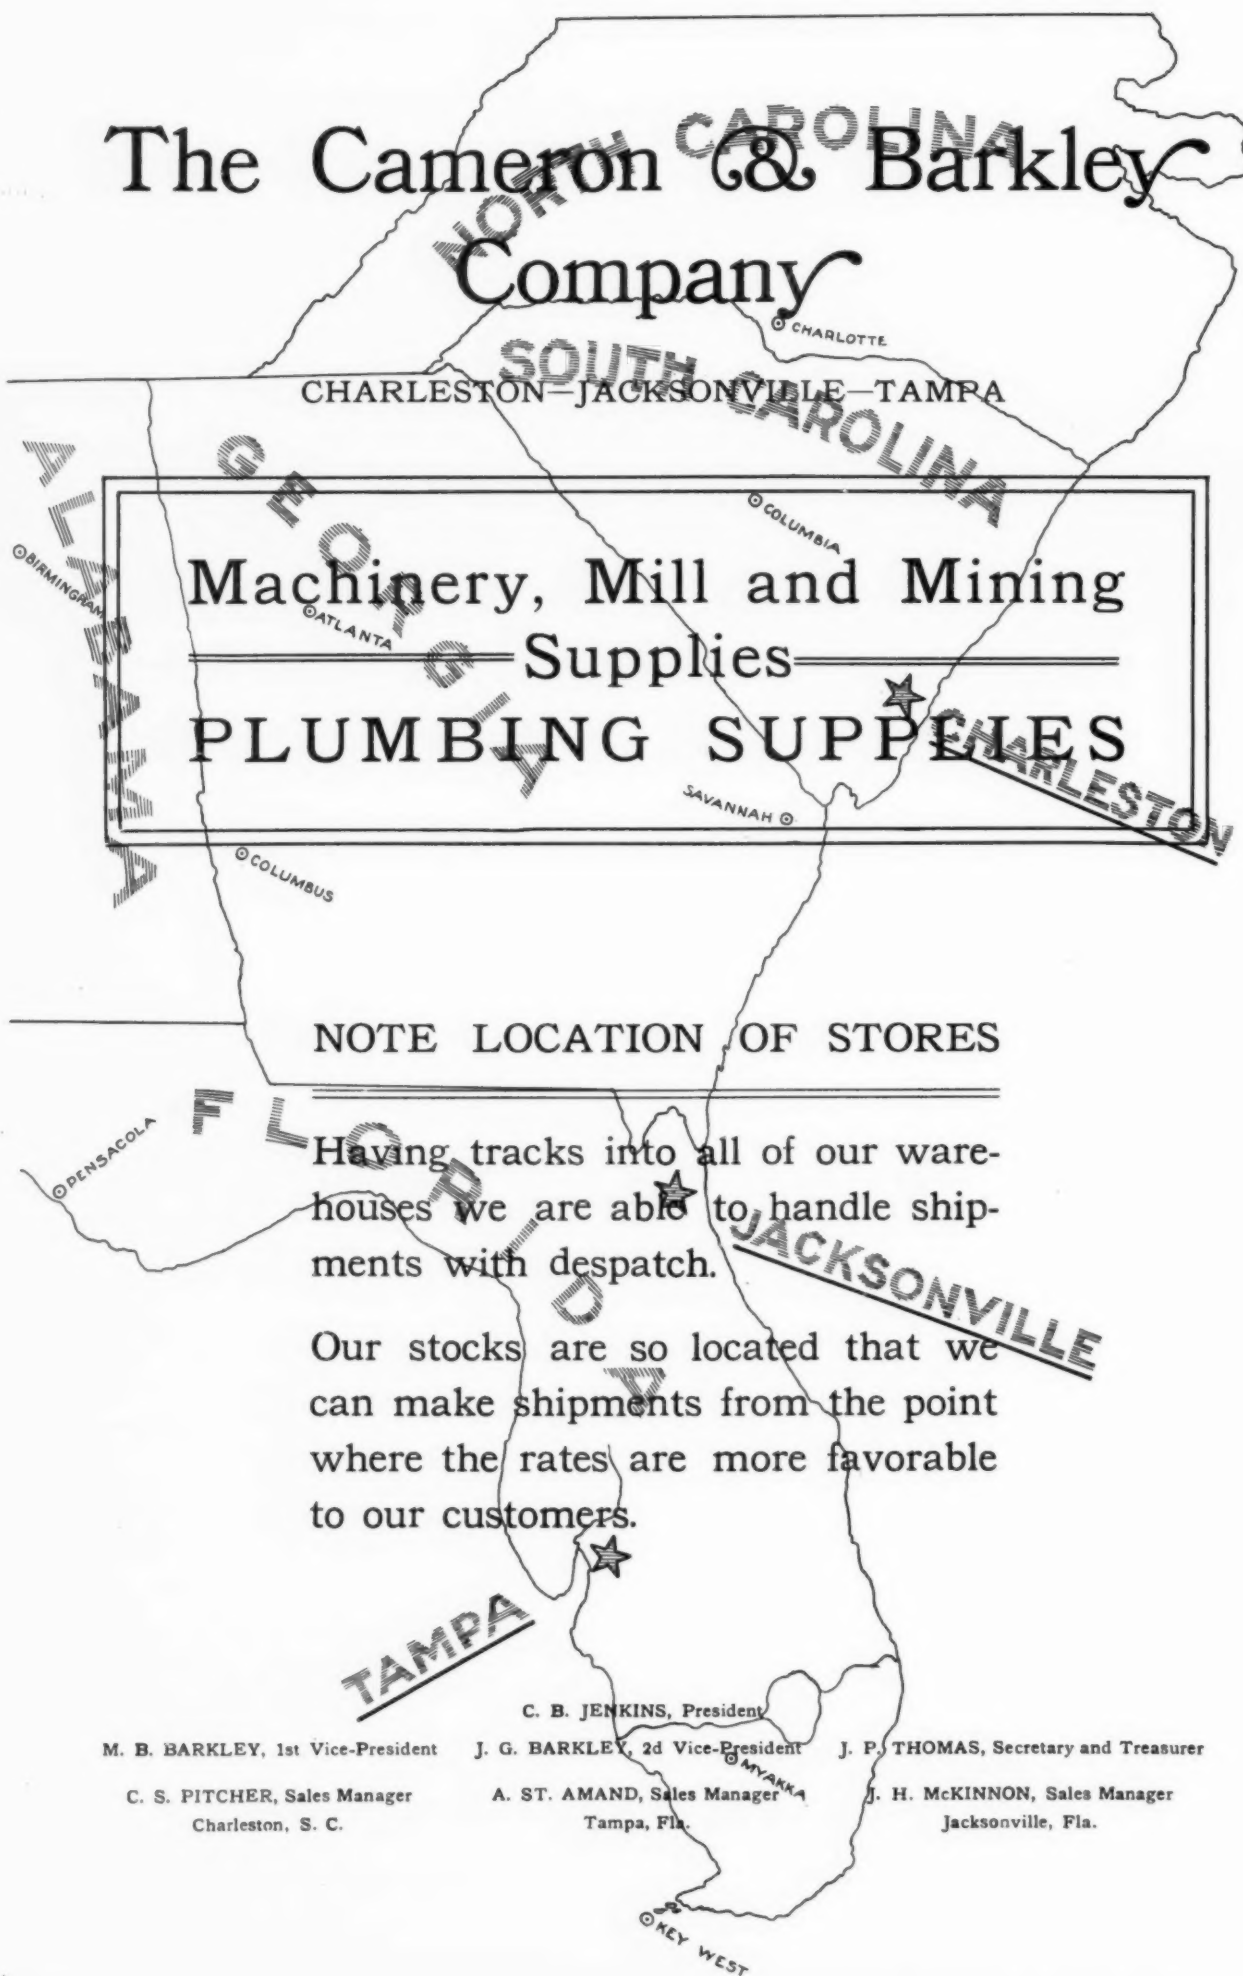 The Cameron & Barkley
Company
NORTH CAROLINA
CHARLOTTE
SOUTH CAROLINA
CHARLESTON—JACKSONVILLE—TAMPA
ALABAMA
GEORGIA
COLUMBIA
BIRMINGHAM
ATLANTA
Machinery, Mill and Mining
Supplies
PLUMBING SUPPLIES
CHARLESTON
SAVANNAH
COLUMBUS
NOTE LOCATION OF STORES
FLORIDA
PENSACOLA
Having tracks into all of our ware-
houses we are able to handle ship-
ments with despatch.
JACKSONVILLE
Our stocks are so located that we
can make shipments from the point
where the rates are more favorable
to our customers.
TAMPA
C. B. JENKINS, President
M. B. BARKLEY, 1st Vice-President J. G. BARKLEY, 2d Vice-President J. P. THOMAS, Secretary and Treasurer
MYAKKA
C. S. PITCHER, Sales Manager A. ST. AMAND, Sales Manager J. H. McKINNON, Sales Manager
Charleston, S. C. Tampa, Fla. Jacksonville, Fla.
KEY WEST